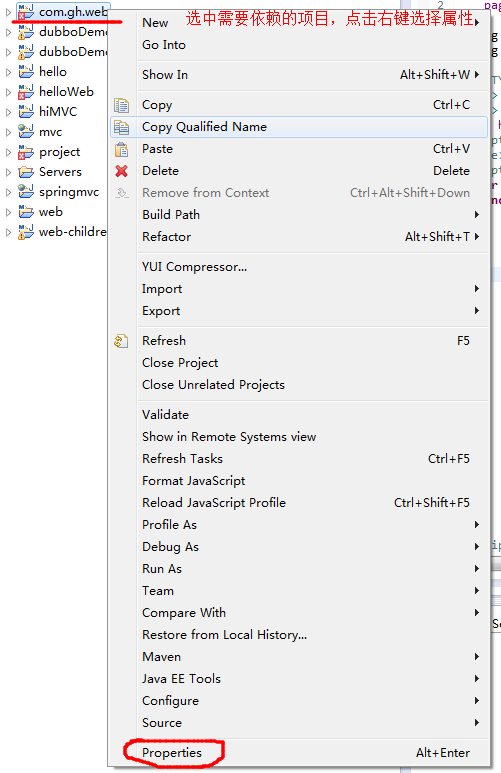 com.gh.web
dubboDemo
dubboDemo
hello
helloWeb
hiMVC
mvc
project
Servers
springmvc
web
web-childre
选中需要依赖的项目，点击右键选择属性
New
Go Into
Show In Alt+Shift+W
Copy Ctrl+C
Copy Qualified Name
Paste Ctrl+V
Delete Delete
Remove from Context Ctrl+Alt+Shift+Down
Build Path
Refactor Alt+Shift+T
YUI Compressor...
Import
Export
Refresh F5
Close Project
Close Unrelated Projects
Validate
Show in Remote Systems view
Refresh Tasks Ctrl+F5
Format JavaScript
Reload JavaScript Profile Ctrl+Shift+F5
Profile As
Debug As
Run As
Team
Compare With
Restore from Local History...
Maven
Java EE Tools
Configure
Source
Properties Alt+Enter
2